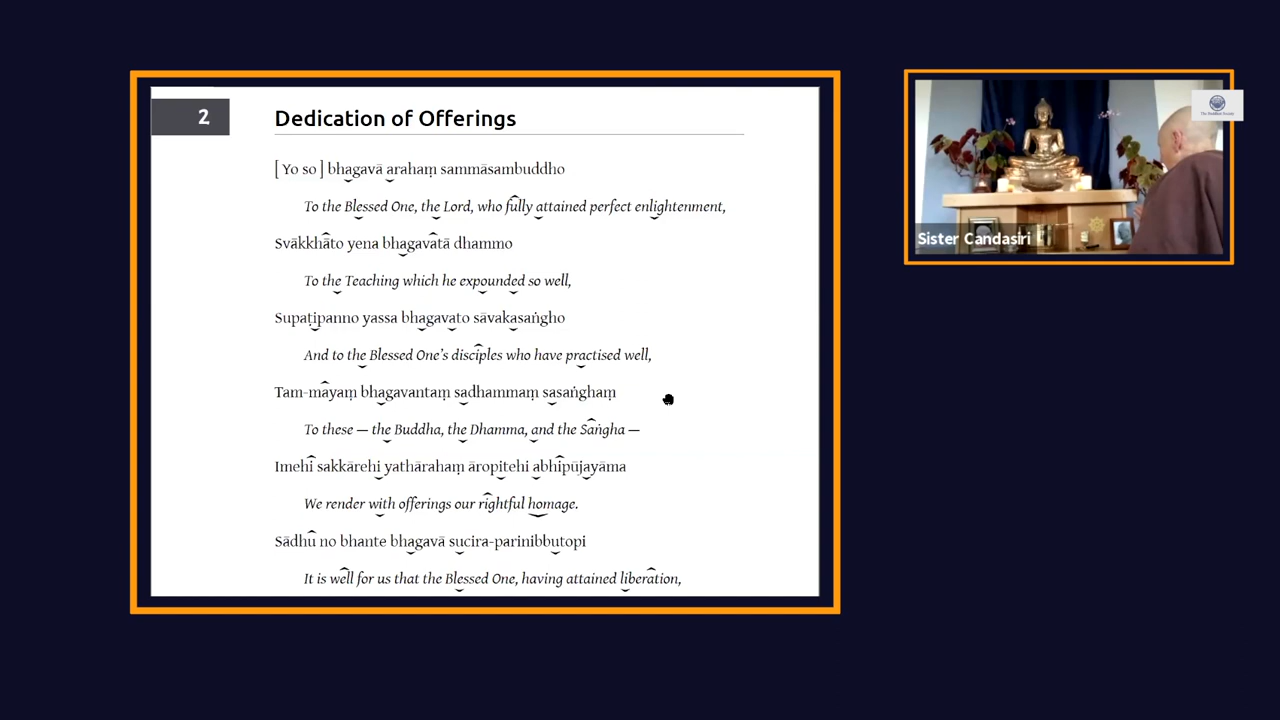 2
Dedication of Offerings
[ Yo so ] bhagavā arahaṃ sammāsambuddho
To the Blessed One, the Lord, who fully attained perfect enlightenment,
Svākkhāto yena bhagavatā dhammo
To the Teaching which he expounded so well,
Supaṭipanno yassa bhagavato sāvakasaṅgho
And to the Blessed One's disciples who have practised well,
Tam-mayaṃ bhagavantaṃ sadhammaṃ sasaṅghaṃ
To these — the Buddha, the Dhamma, and the Saṅgha —
Imehi sakkārehi yathārahaṃ āropitehi abhipūjayāma
We render with offerings our rightful homage.
Sādhu no bhante bhagavā sucira-parinibbutopi
It is well for us that the Blessed One, having attained liberation,
The Buddhist Society
Sister Candasiri